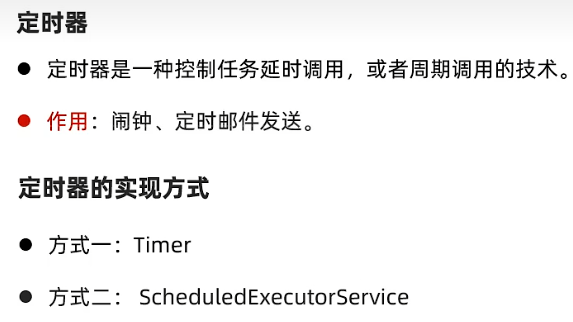 定时器
● 定时器是一种控制任务延时调用，或者周期调用的技术。
● 作用：闹钟、定时邮件发送。
定时器的实现方式
● 方式一：Timer
● 方式二： ScheduledExecutorService